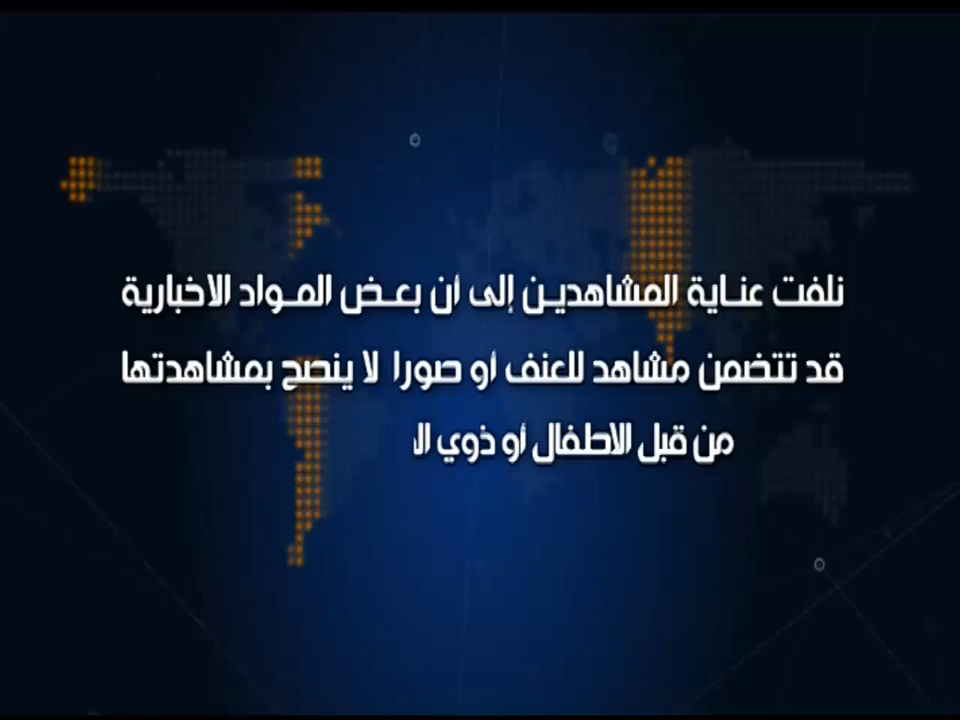 نلفت عناية المشاهدين إلى أن بعض المواد الاخبارية
قد تتضمن مشاهد للعنف أو صورا لا ينصح بمشاهدتها
من قبل الاطفال أو ذوي